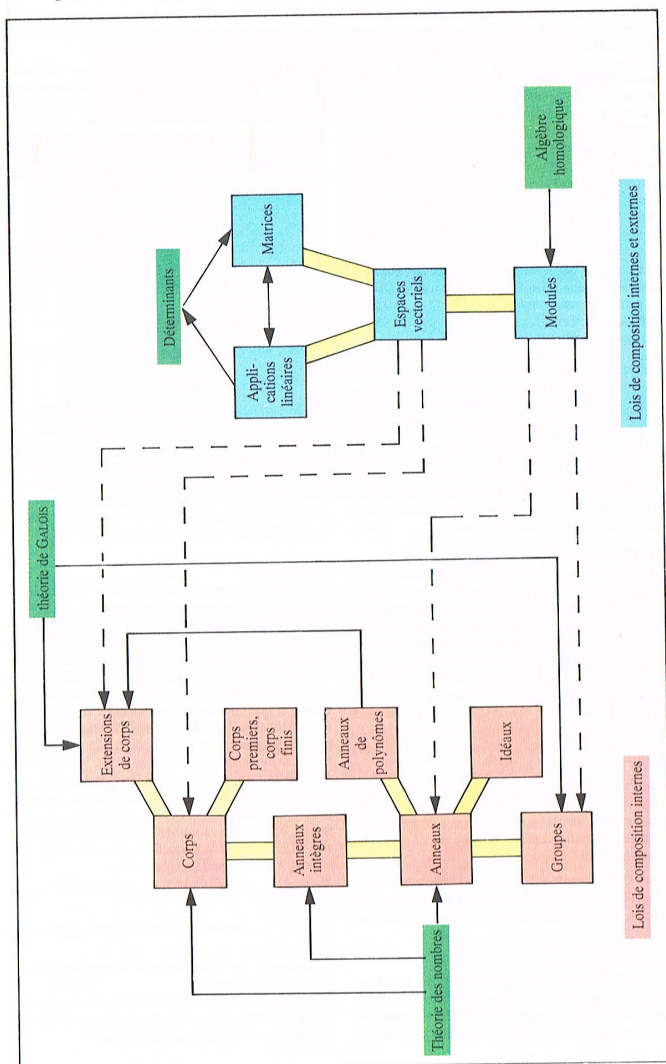 théorie de GALOIS
Déterminants
Extensions
de corps
Appli-
cations
linéaires
Matrices
Corps
Corps
premiers,
corps
finis
Espaces
vectoriels
Anneaux
intègres
Anneaux
de
polynômes
Théorie des nombres
Anneaux
Idéaux
Modules
Algèbre
homologique
Groupes
Lois de composition internes
Lois de composition internes et externes